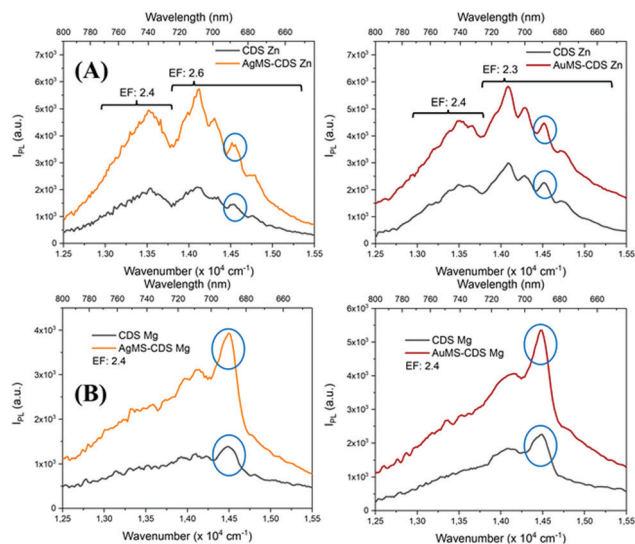 Wavelength (nm)
800 780 760 740 720 700 680 660
(A)
CDS Zn
AgMS-CDS Zn
EF: 2.6
EF: 2.4
7x10³
6x10³
5x10³
4x10³
3x10³
2x10³
1x10³
0
I_PL (a.u.)
1,25 1,30 1,35 1,40 1,45 1,50 1,55
Wavenumber (x 10⁴ cm⁻¹)
Wavelength (nm)
800 780 760 740 720 700 680 660
CDS Zn
AuMS-CDS Zn
EF: 2.3
EF: 2.4
7x10³
6x10³
5x10³
4x10³
3x10³
2x10³
1x10³
0
I_PL (a.u.)
1,25 1,30 1,35 1,40 1,45 1,50 1,55
Wavenumber (x 10⁴ cm⁻¹)
Wavelength (nm)
800 780 760 740 720 700 680 660
CDS Mg
AgMS-CDS Mg
EF: 2.4
(B)
4x10³
3x10³
2x10³
1x10³
0
I_PL (a.u.)
1,25 1,30 1,35 1,40 1,45 1,50 1,55
Wavenumber (x 10⁴ cm⁻¹)
Wavelength (nm)
800 780 760 740 720 700 680 660
CDS Mg
AuMS-CDS Mg
EF: 2.4
6x10³
5x10³
4x10³
3x10³
2x10³
1x10³
0
I_PL (a.u.)
1,25 1,30 1,35 1,40 1,45 1,50 1,55
Wavenumber (x 10⁴ cm⁻¹)